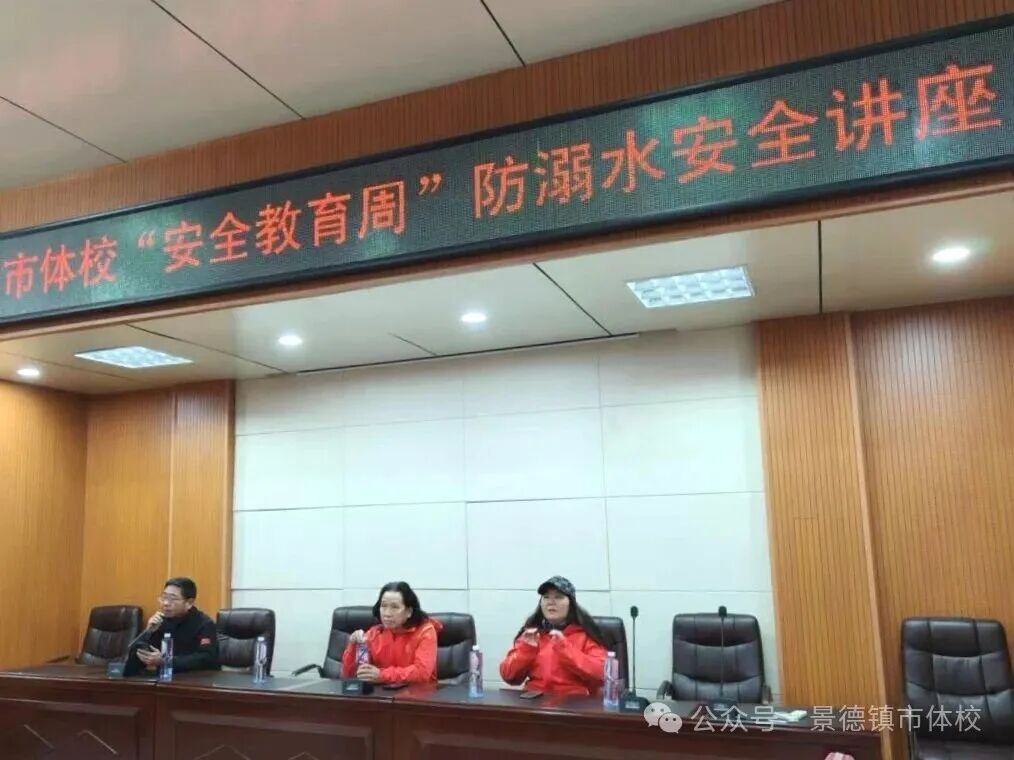 市体校“安全教育周”防溺水安全讲座
公众号 · 景德镇市体校